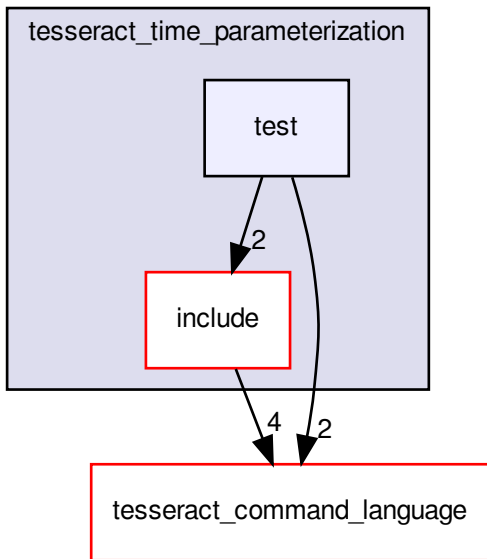 tesseract_time_parameterization
test
2
include
4
2
tesseract_command_language